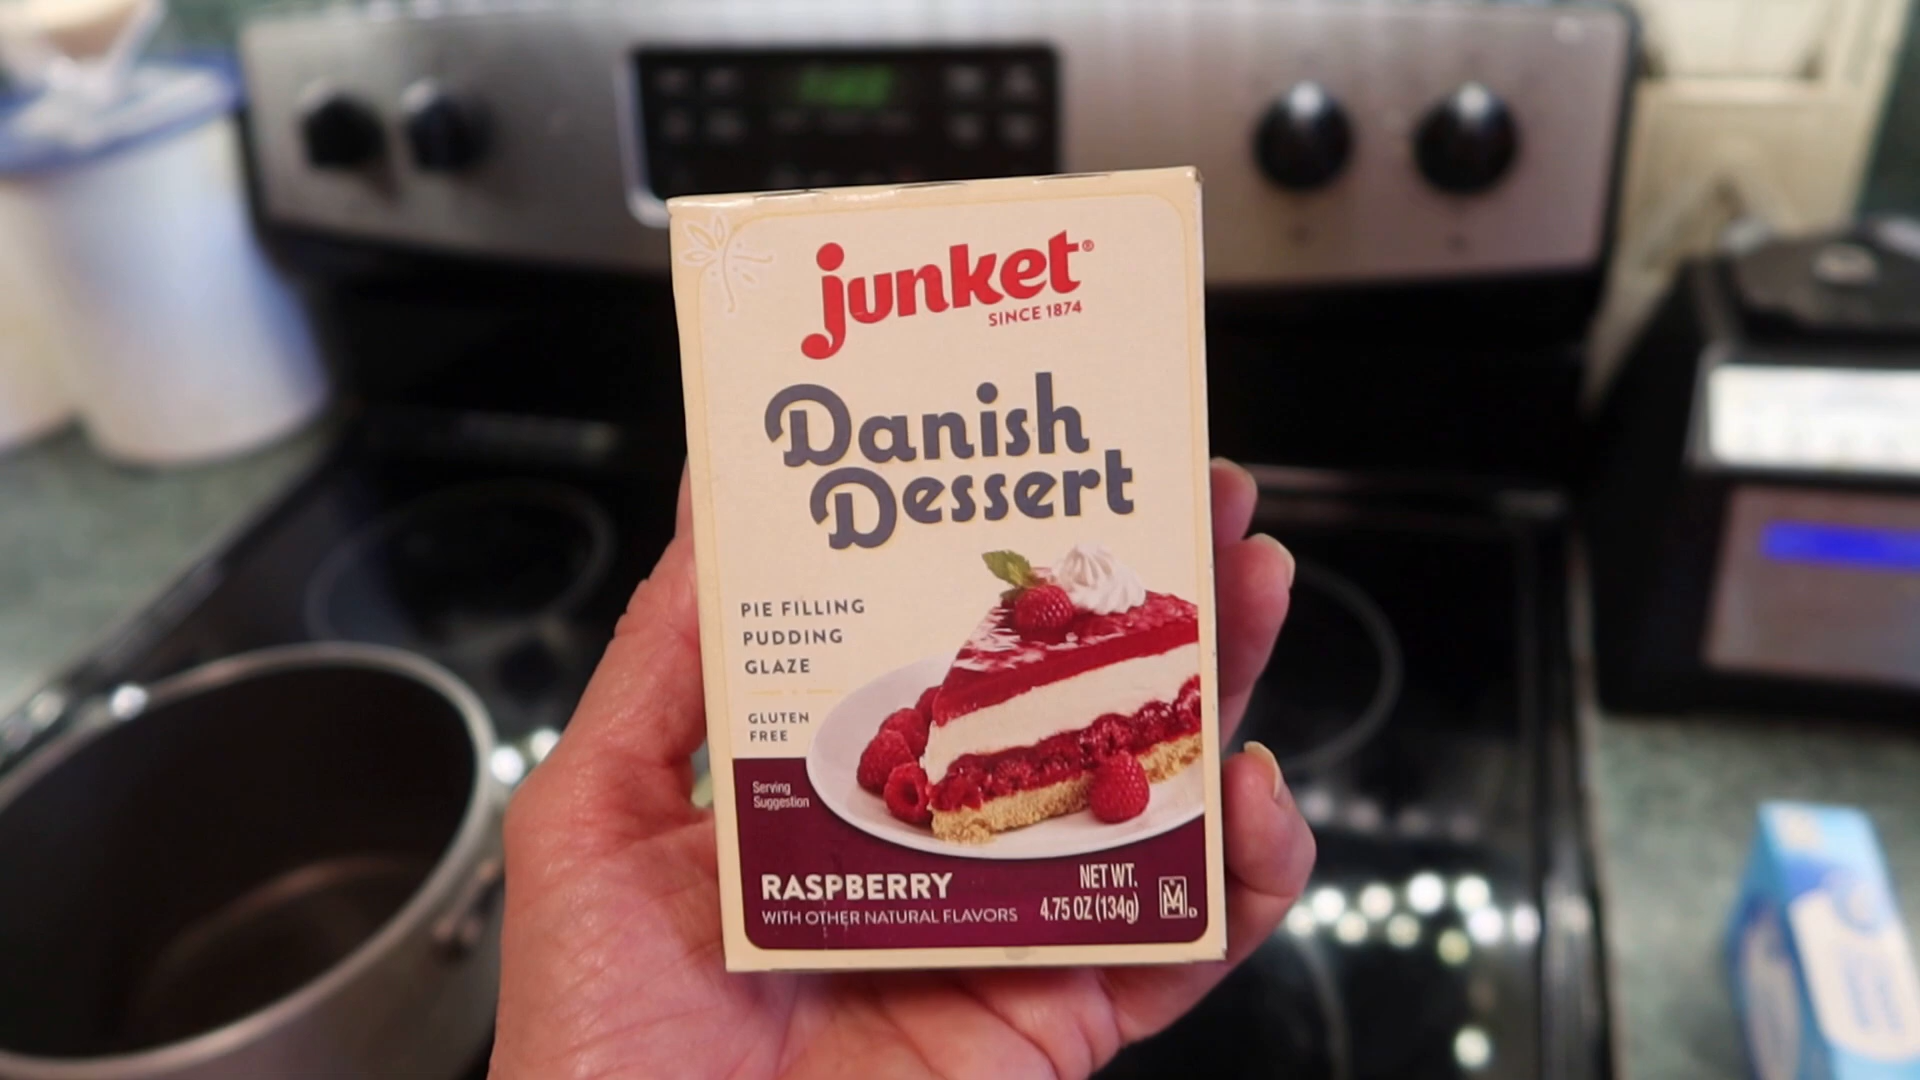 junket®
SINCE 1874
Danish
Dessert
PIE FILLING
PUDDING
GLAZE
GLUTEN
FREE
Serving
Suggestion
RASPBERRY
WITH OTHER NATURAL FLAVORS
NET WT.
4.75 OZ (134g)
D